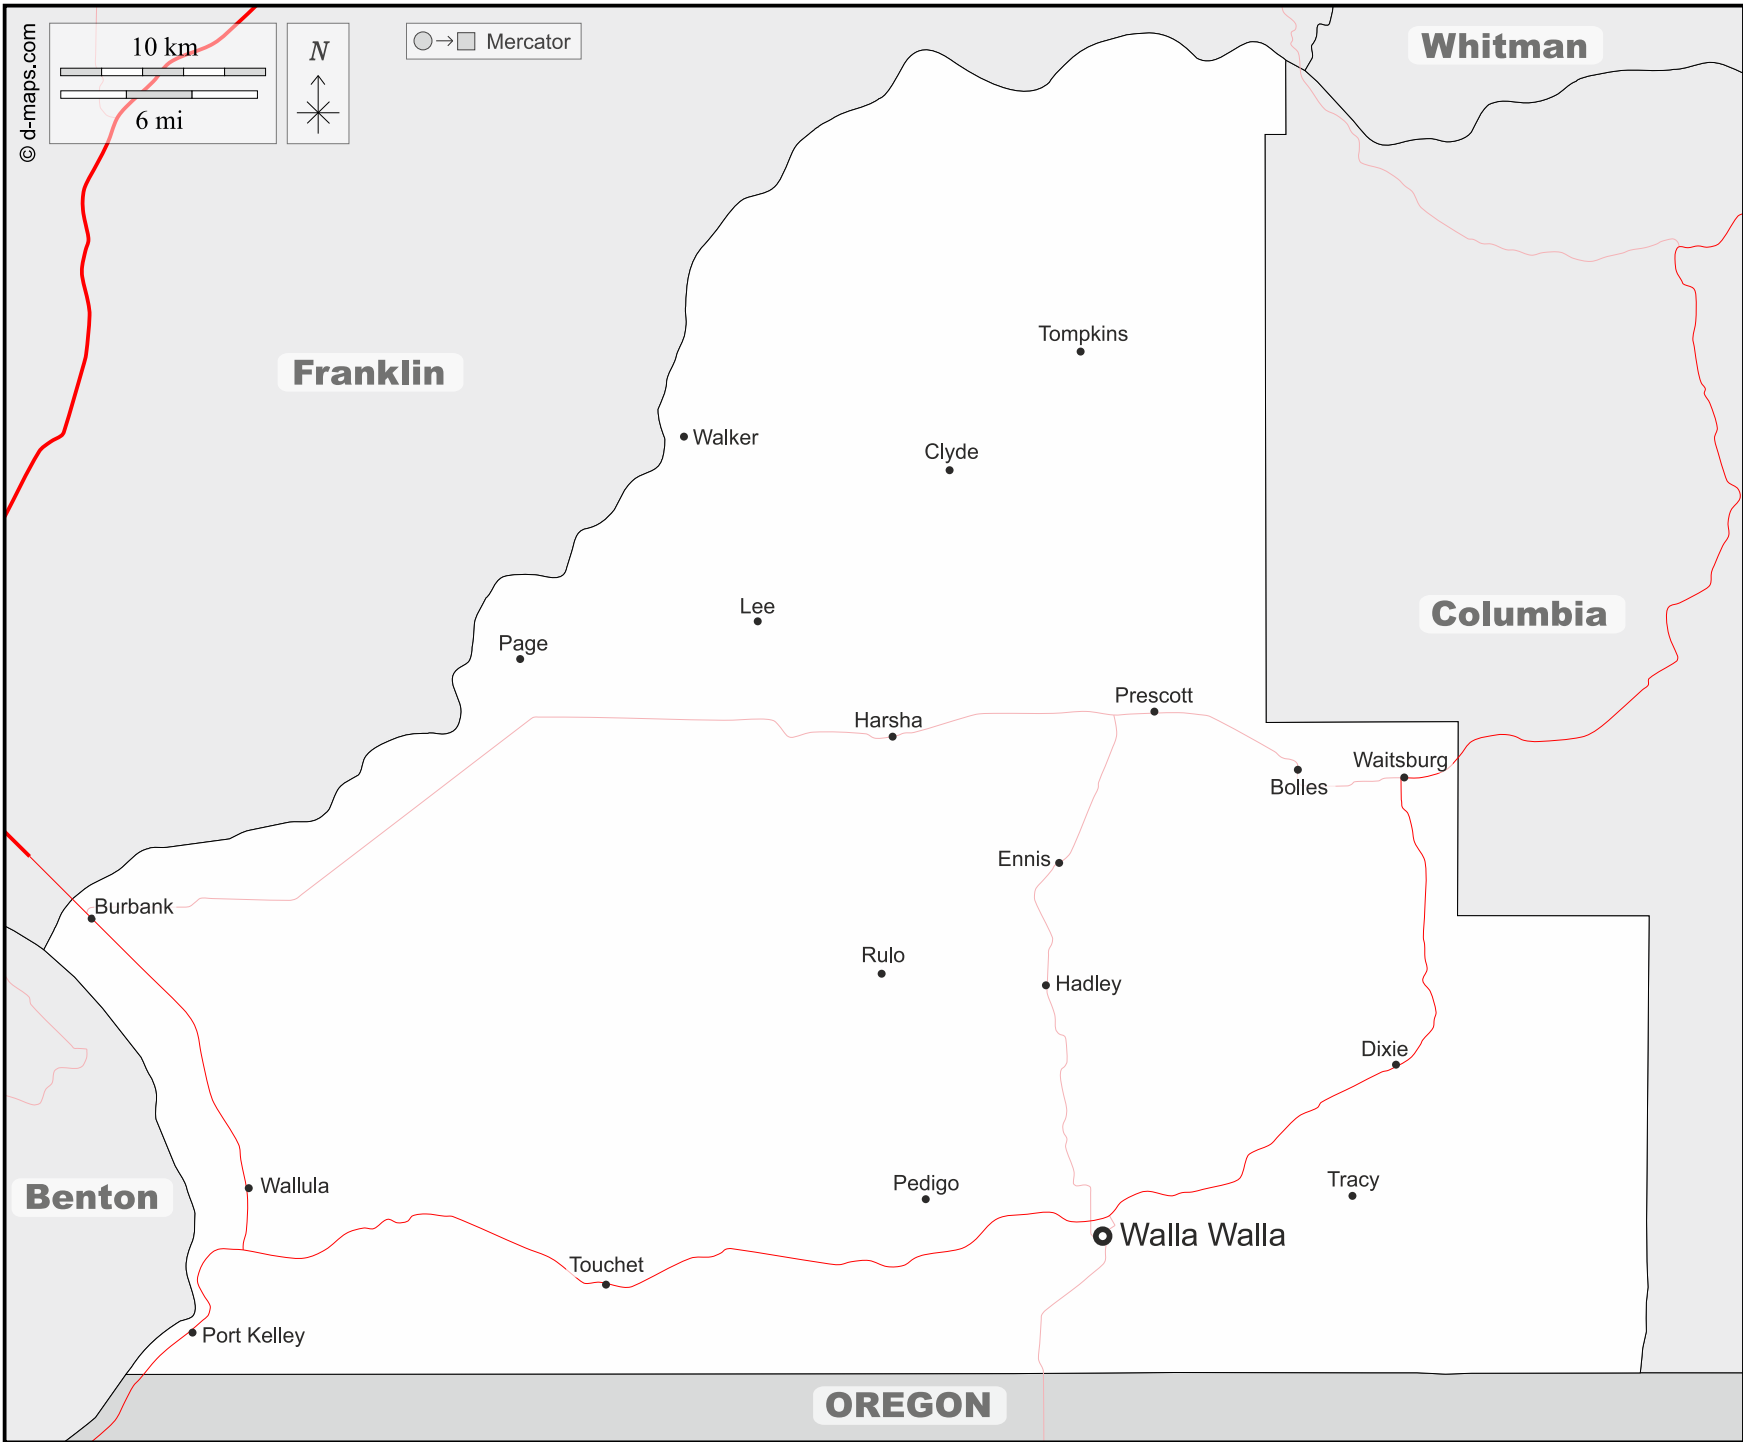 © d-maps.com
10 km
6 mi
N
Mercator
Whitman
Tompkins
Franklin
Walker
Clyde
Lee
Columbia
Page
Prescott
Harsha
Waitsburg
Bolles
Ennis
Burbank
Rulo
Hadley
Dixie
Tracy
Pedigo
Wallula
Benton
Walla Walla
Touchet
Port Kelley
OREGON